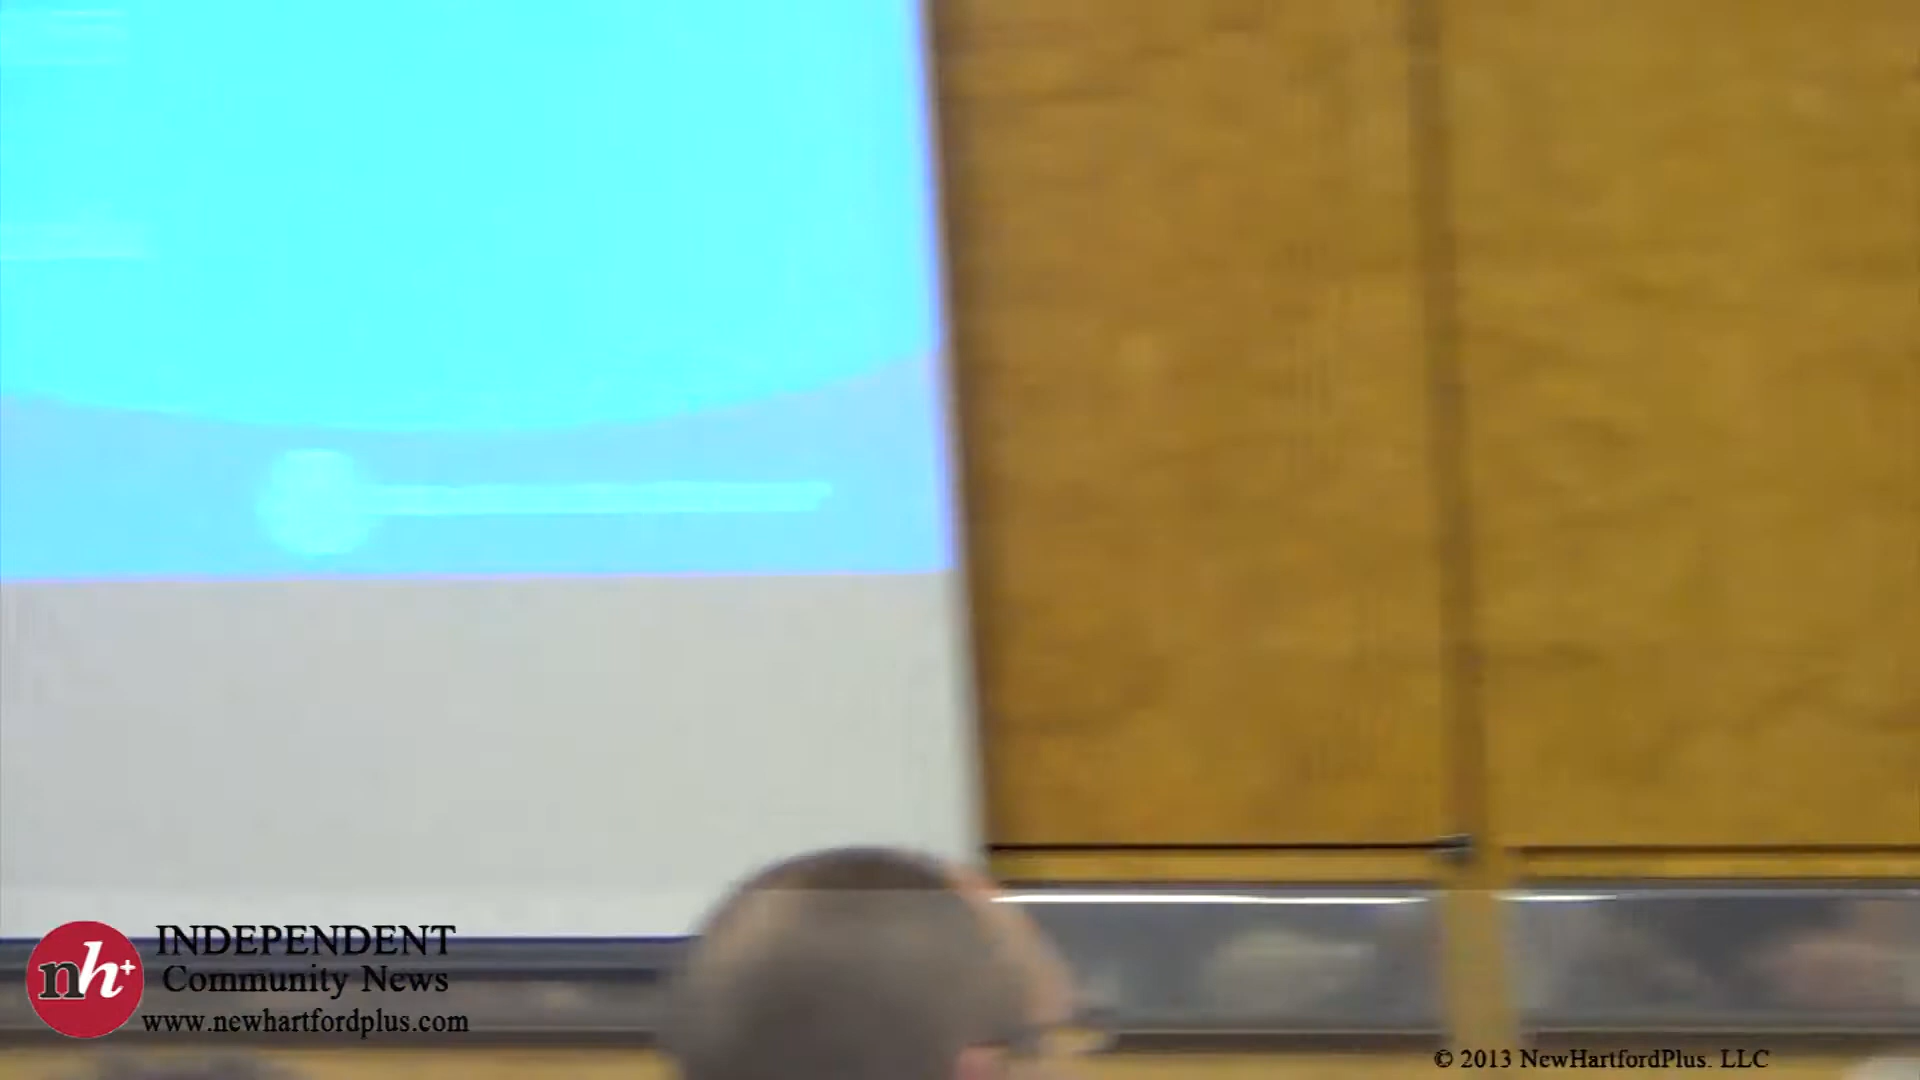 INDEPENDENT
nh+
Community News
www.newhartfordplus.com
© 2013 NewHartfordPlus. LLC